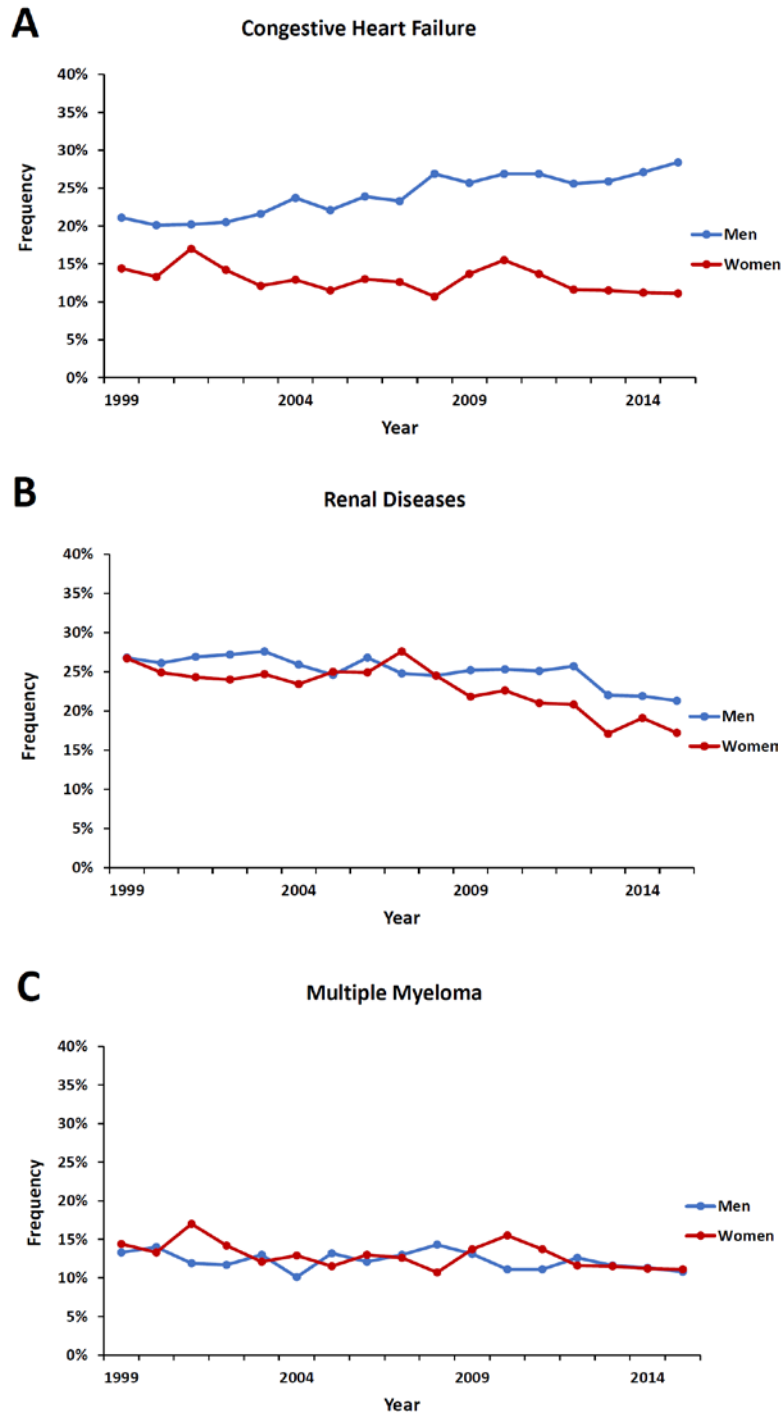 A
Congestive Heart Failure
40%
35%
30%
25%
20%
15%
10%
5%
0%
Frequency
1999 2004 2009 2014
Year
Men
Women
B
Renal Diseases
40%
35%
30%
25%
20%
15%
10%
5%
0%
Frequency
1999 2004 2009 2014
Year
Men
Women
C
Multiple Myeloma
40%
35%
30%
25%
20%
15%
10%
5%
0%
Frequency
1999 2004 2009 2014
Year
Men
Women